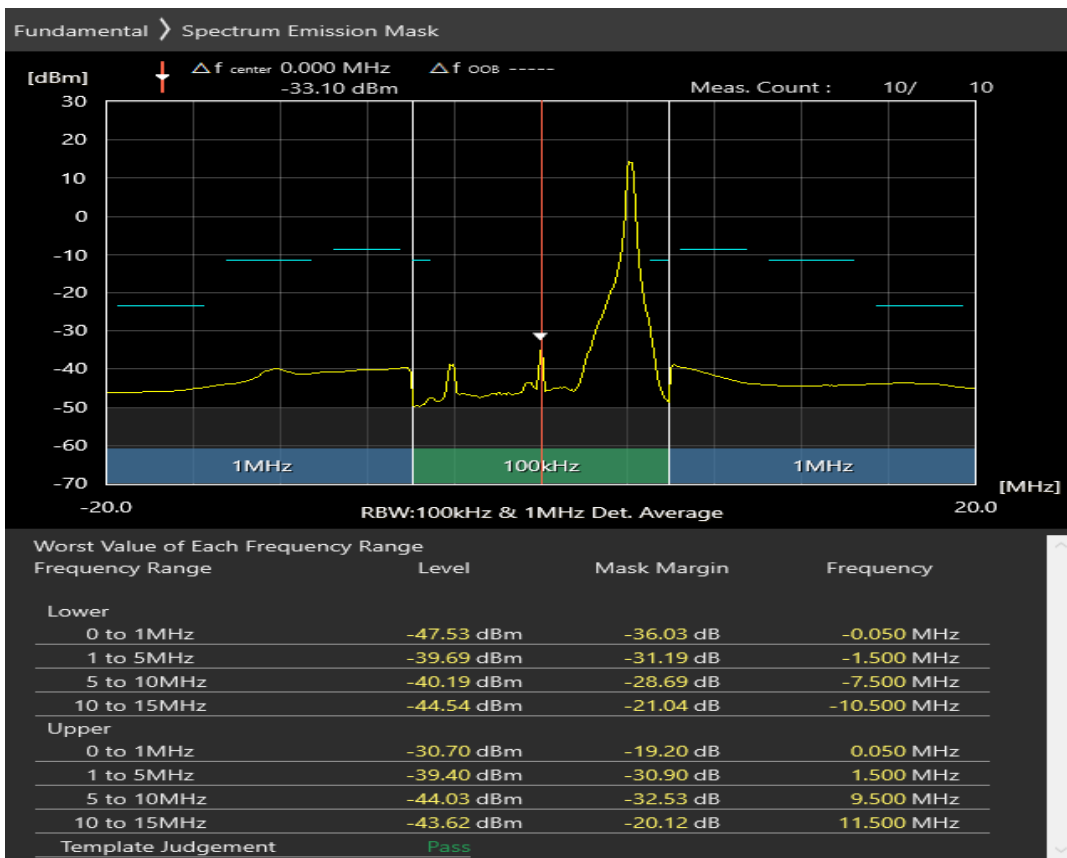 Fundamental ❯ Spectrum Emission Mask
[dBm] △f center 0.000 MHz △f OOB -----
-33.10 dBm Meas. Count : 10/ 10
30
20
10
0
-10
-20
-30
-40
-50
-60
1MHz 100kHz 1MHz
-70
[MHz]
-20.0 RBW:100kHz & 1MHz Det. Average 20.0
Worst Value of Each Frequency Range
Frequency Range Level Mask Margin Frequency
Lower
0 to 1MHz -47.53 dBm -36.03 dB -0.050 MHz
1 to 5MHz -39.69 dBm -31.19 dB -1.500 MHz
5 to 10MHz -40.19 dBm -28.69 dB -7.500 MHz
10 to 15MHz -44.54 dBm -21.04 dB -10.500 MHz
Upper
0 to 1MHz -30.70 dBm -19.20 dB 0.050 MHz
1 to 5MHz -39.40 dBm -30.90 dB 1.500 MHz
5 to 10MHz -44.03 dBm -32.53 dB 9.500 MHz
10 to 15MHz -43.62 dBm -20.12 dB 11.500 MHz
Template Judgement Pass